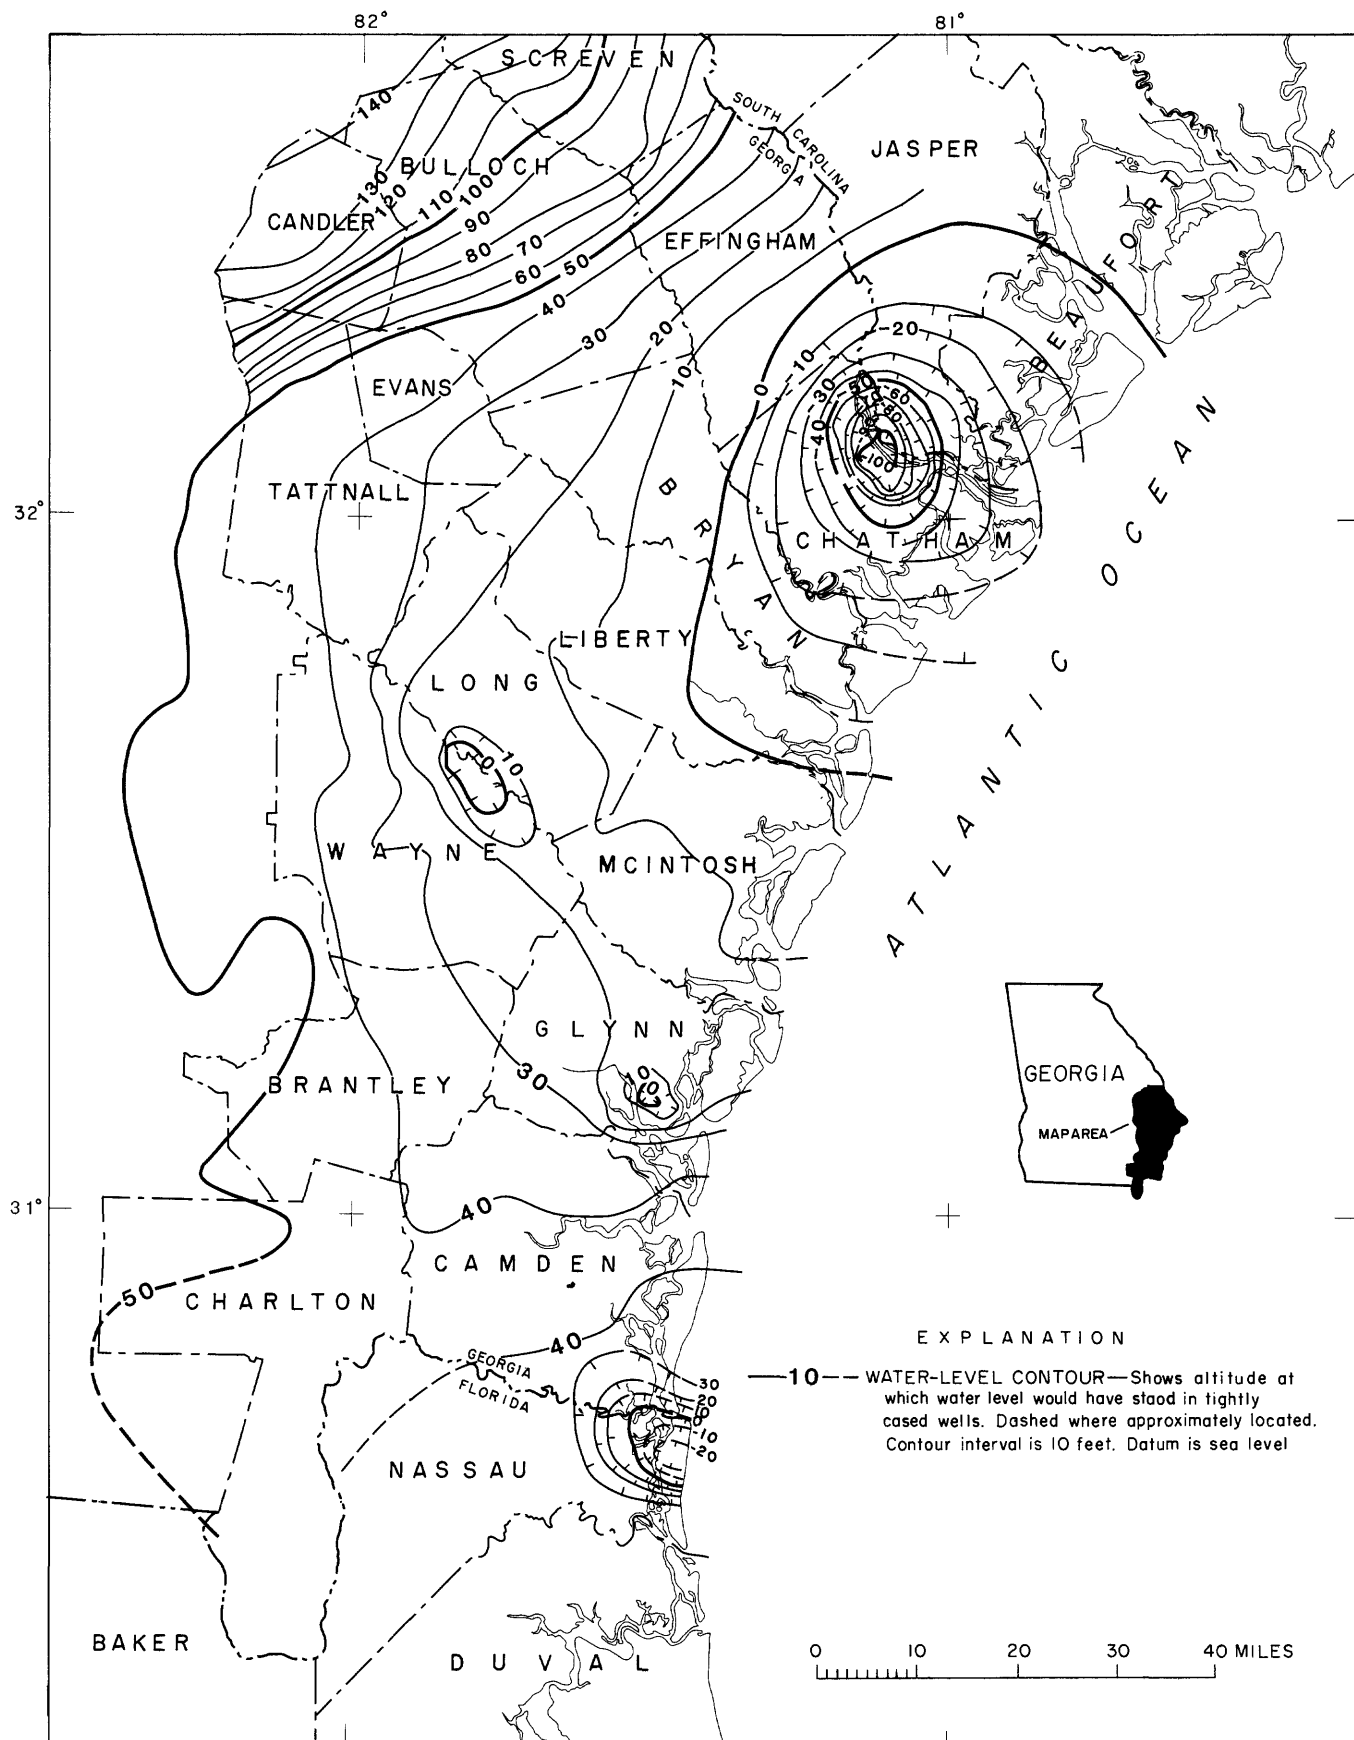 82°
81°
SCREVEN
140
SOUTH CAROLINA
GEORGIA
JASPER
BULLOCH
130
120
110
100
CANDLER
90
80
70
60
50
40
30
20
10
0
EFFINGHAM
BEAUFORT
-10
-20
-30
-40
-50
-60
-80
-100
EVANS
TATTNALL
32°
BRYAN
CHATHAM
ATLANTIC OCEAN
LIBERTY
LONG
10
0
WAYNE
MCINTOSH
GLYNN
10
0
30
BRANTLEY
GEORGIA
MAP AREA
31°
40
CAMDEN
50
CHARLTON
40
GEORGIA
FLORIDA
30
20
10
0
-10
-20
NASSAU
BAKER
DUVAL
EXPLANATION
—10—— WATER-LEVEL CONTOUR—Shows altitude at
which water level would have stood in tightly
cased wells. Dashed where approximately located.
Contour interval is 10 feet. Datum is sea level
0 10 20 30 40 MILES